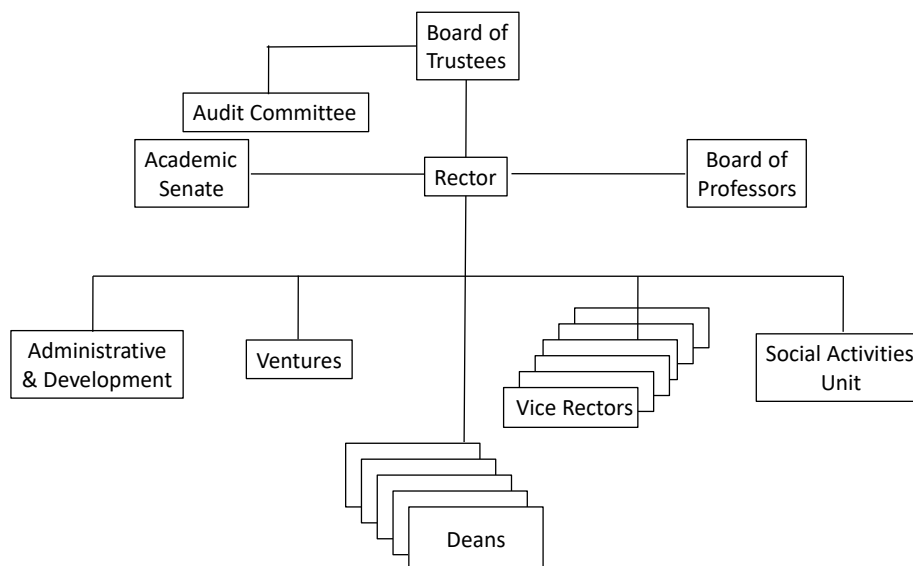 Board of
Trustees
Audit Committee
Academic
Senate
Rector
Board of
Professors
Administrative
& Development
Ventures
Vice Rectors
Social Activities
Unit
Deans